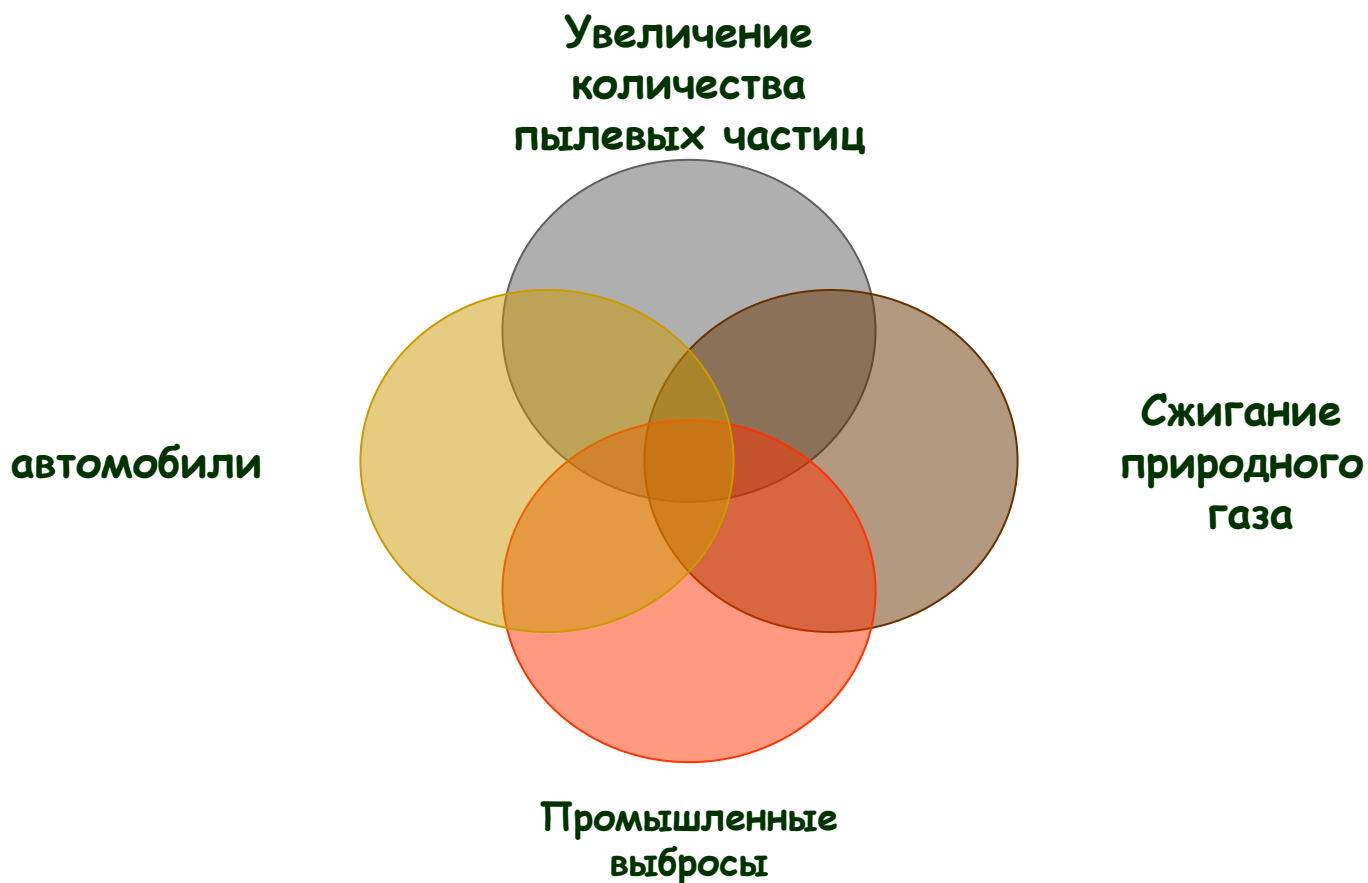 Увеличение
количества
пылевых частиц
автомобили
Сжигание
природного
газа
Промышленные
выбросы